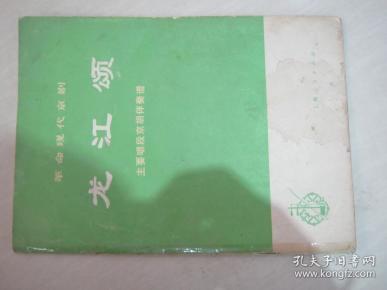 革命现代京剧
龙江颂
主要唱段京胡伴奏谱
孔夫子旧书网